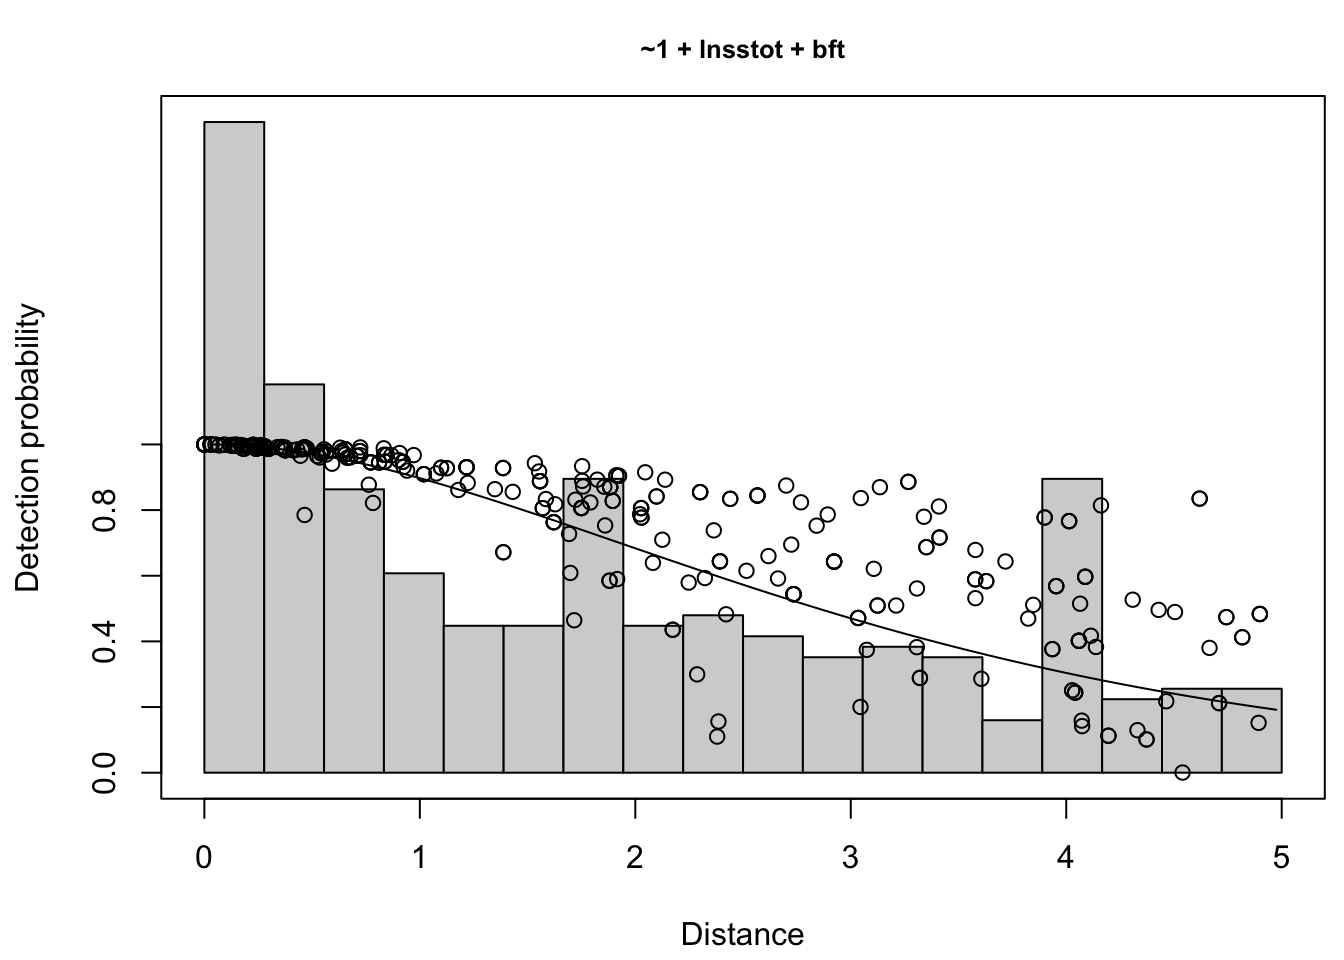 ~1 + lnsstot + bft
Detection probability
0.8
0.4
0.0
0 1 2 3 4 5
Distance